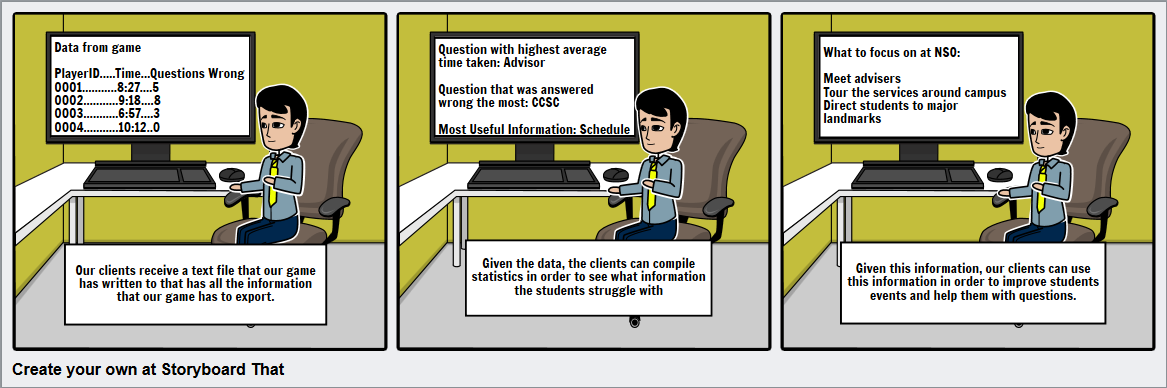 Data from game
PlayerID.....Time...Questions Wrong
0001...........8:27....5
0002...........9:18....8
0003...........6:57....3
0004...........10:12..0
Our clients receive a text file that our game
has written to that has all the information
that our game has to export.
Question with highest average
time taken: Advisor
Question that was answered
wrong the most: CCSC
Most Useful Information: Schedule
Given the data, the clients can compile
statistics in order to see what information
the students struggle with
What to focus on at NSO:
Meet advisers
Tour the services around campus
Direct students to major
landmarks
Given this information, our clients can use
this information in order to improve students
events and help them with questions.
Create your own at Storyboard That